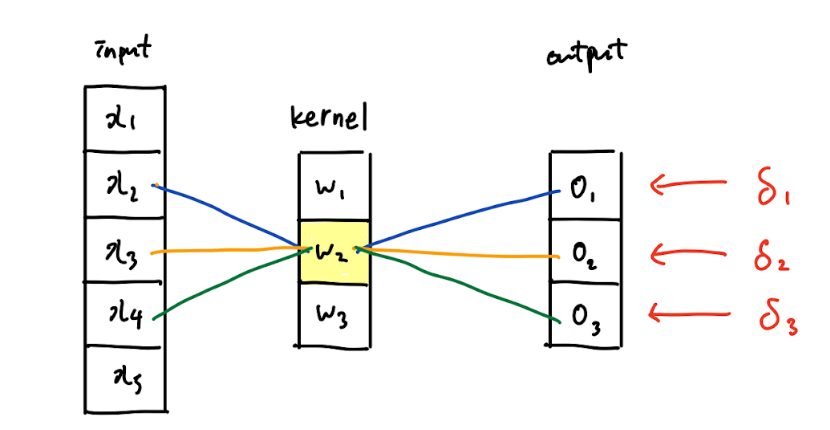 input
x1
x2
x3
x4
x5
kernel
w1
w2
w3
output
O1
O2
O3
← δ1
← δ2
← δ3